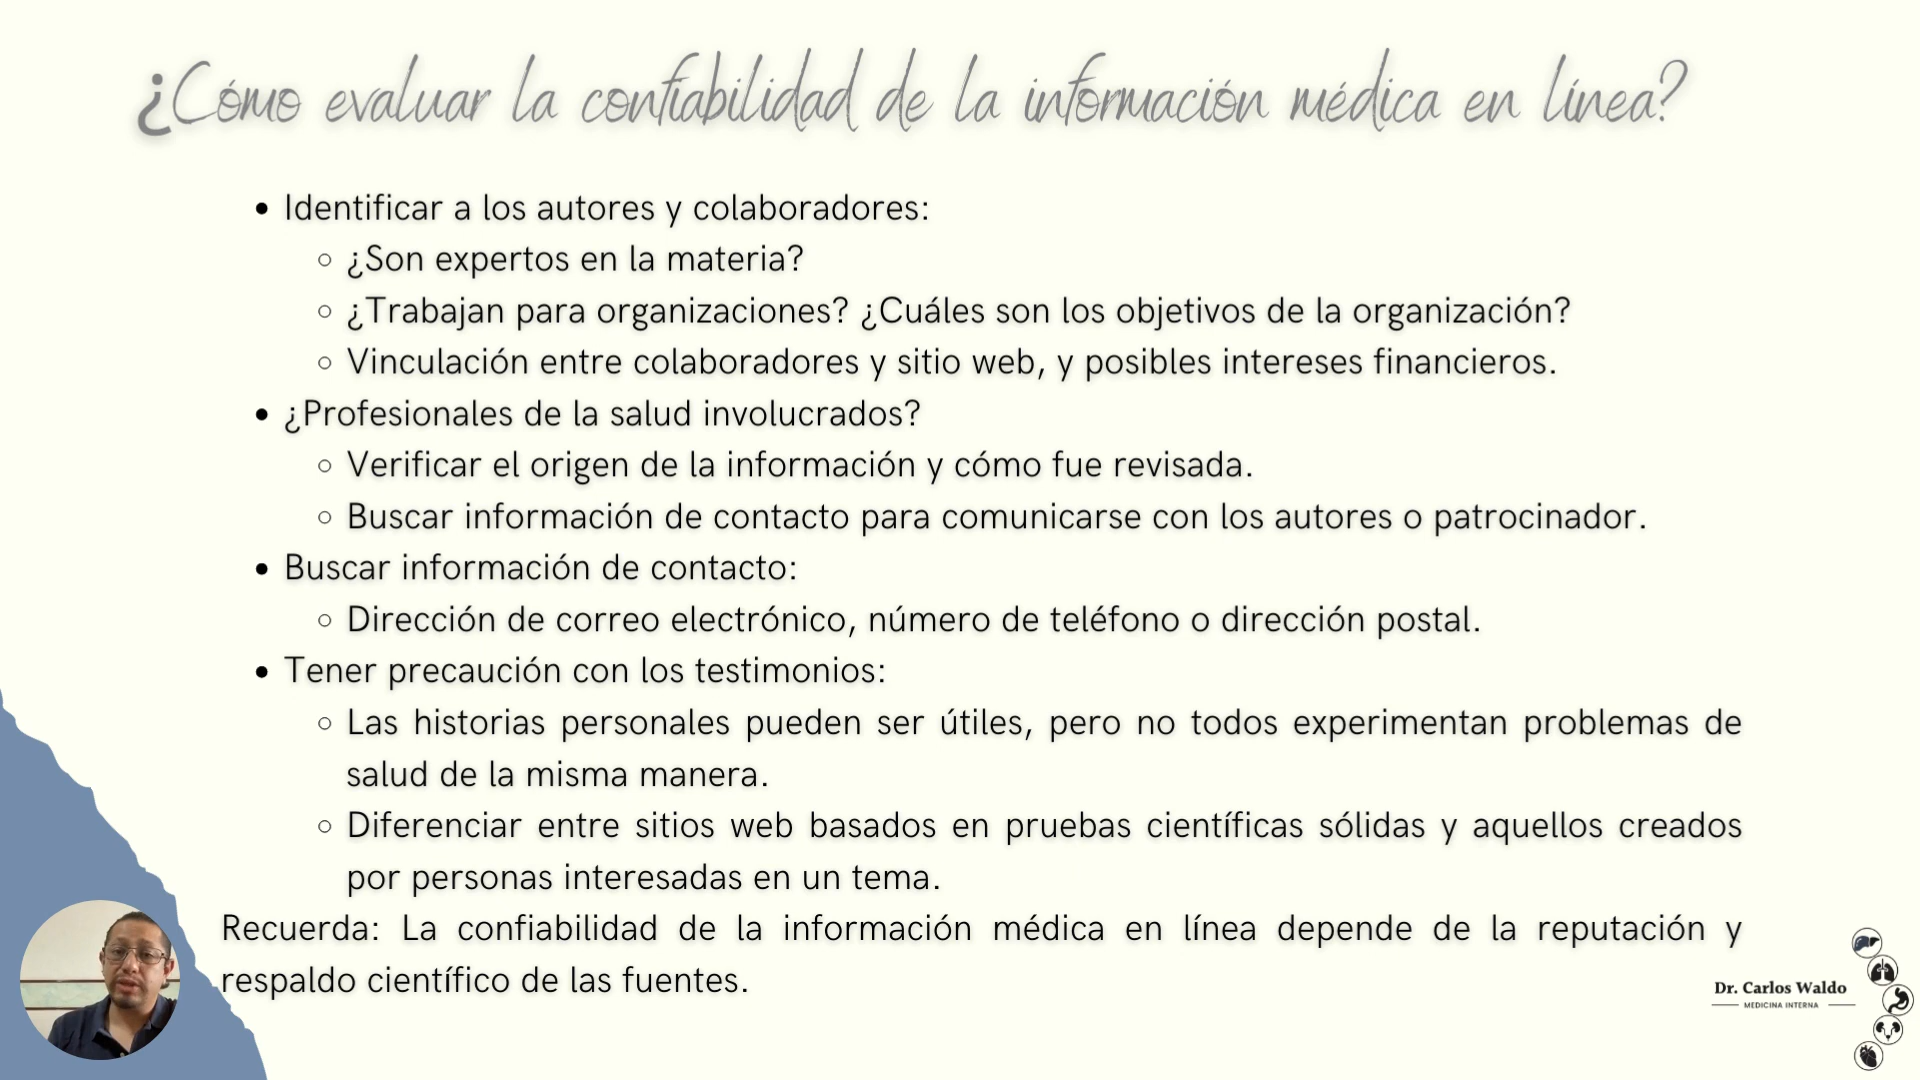 ¿Cómo evaluar la confiabilidad de la información médica en línea?
• Identificar a los autores y colaboradores:
◦ ¿Son expertos en la materia?
◦ ¿Trabajan para organizaciones? ¿Cuáles son los objetivos de la organización?
◦ Vinculación entre colaboradores y sitio web, y posibles intereses financieros.
• ¿Profesionales de la salud involucrados?
◦ Verificar el origen de la información y cómo fue revisada.
◦ Buscar información de contacto para comunicarse con los autores o patrocinador.
• Buscar información de contacto:
◦ Dirección de correo electrónico, número de teléfono o dirección postal.
• Tener precaución con los testimonios:
◦ Las historias personales pueden ser útiles, pero no todos experimentan problemas de
salud de la misma manera.
◦ Diferenciar entre sitios web basados en pruebas científicas sólidas y aquellos creados
por personas interesadas en un tema.
Recuerda: La confiabilidad de la información médica en línea depende de la reputación y
respaldo científico de las fuentes.
Dr. Carlos Waldo
MEDICINA INTERNA